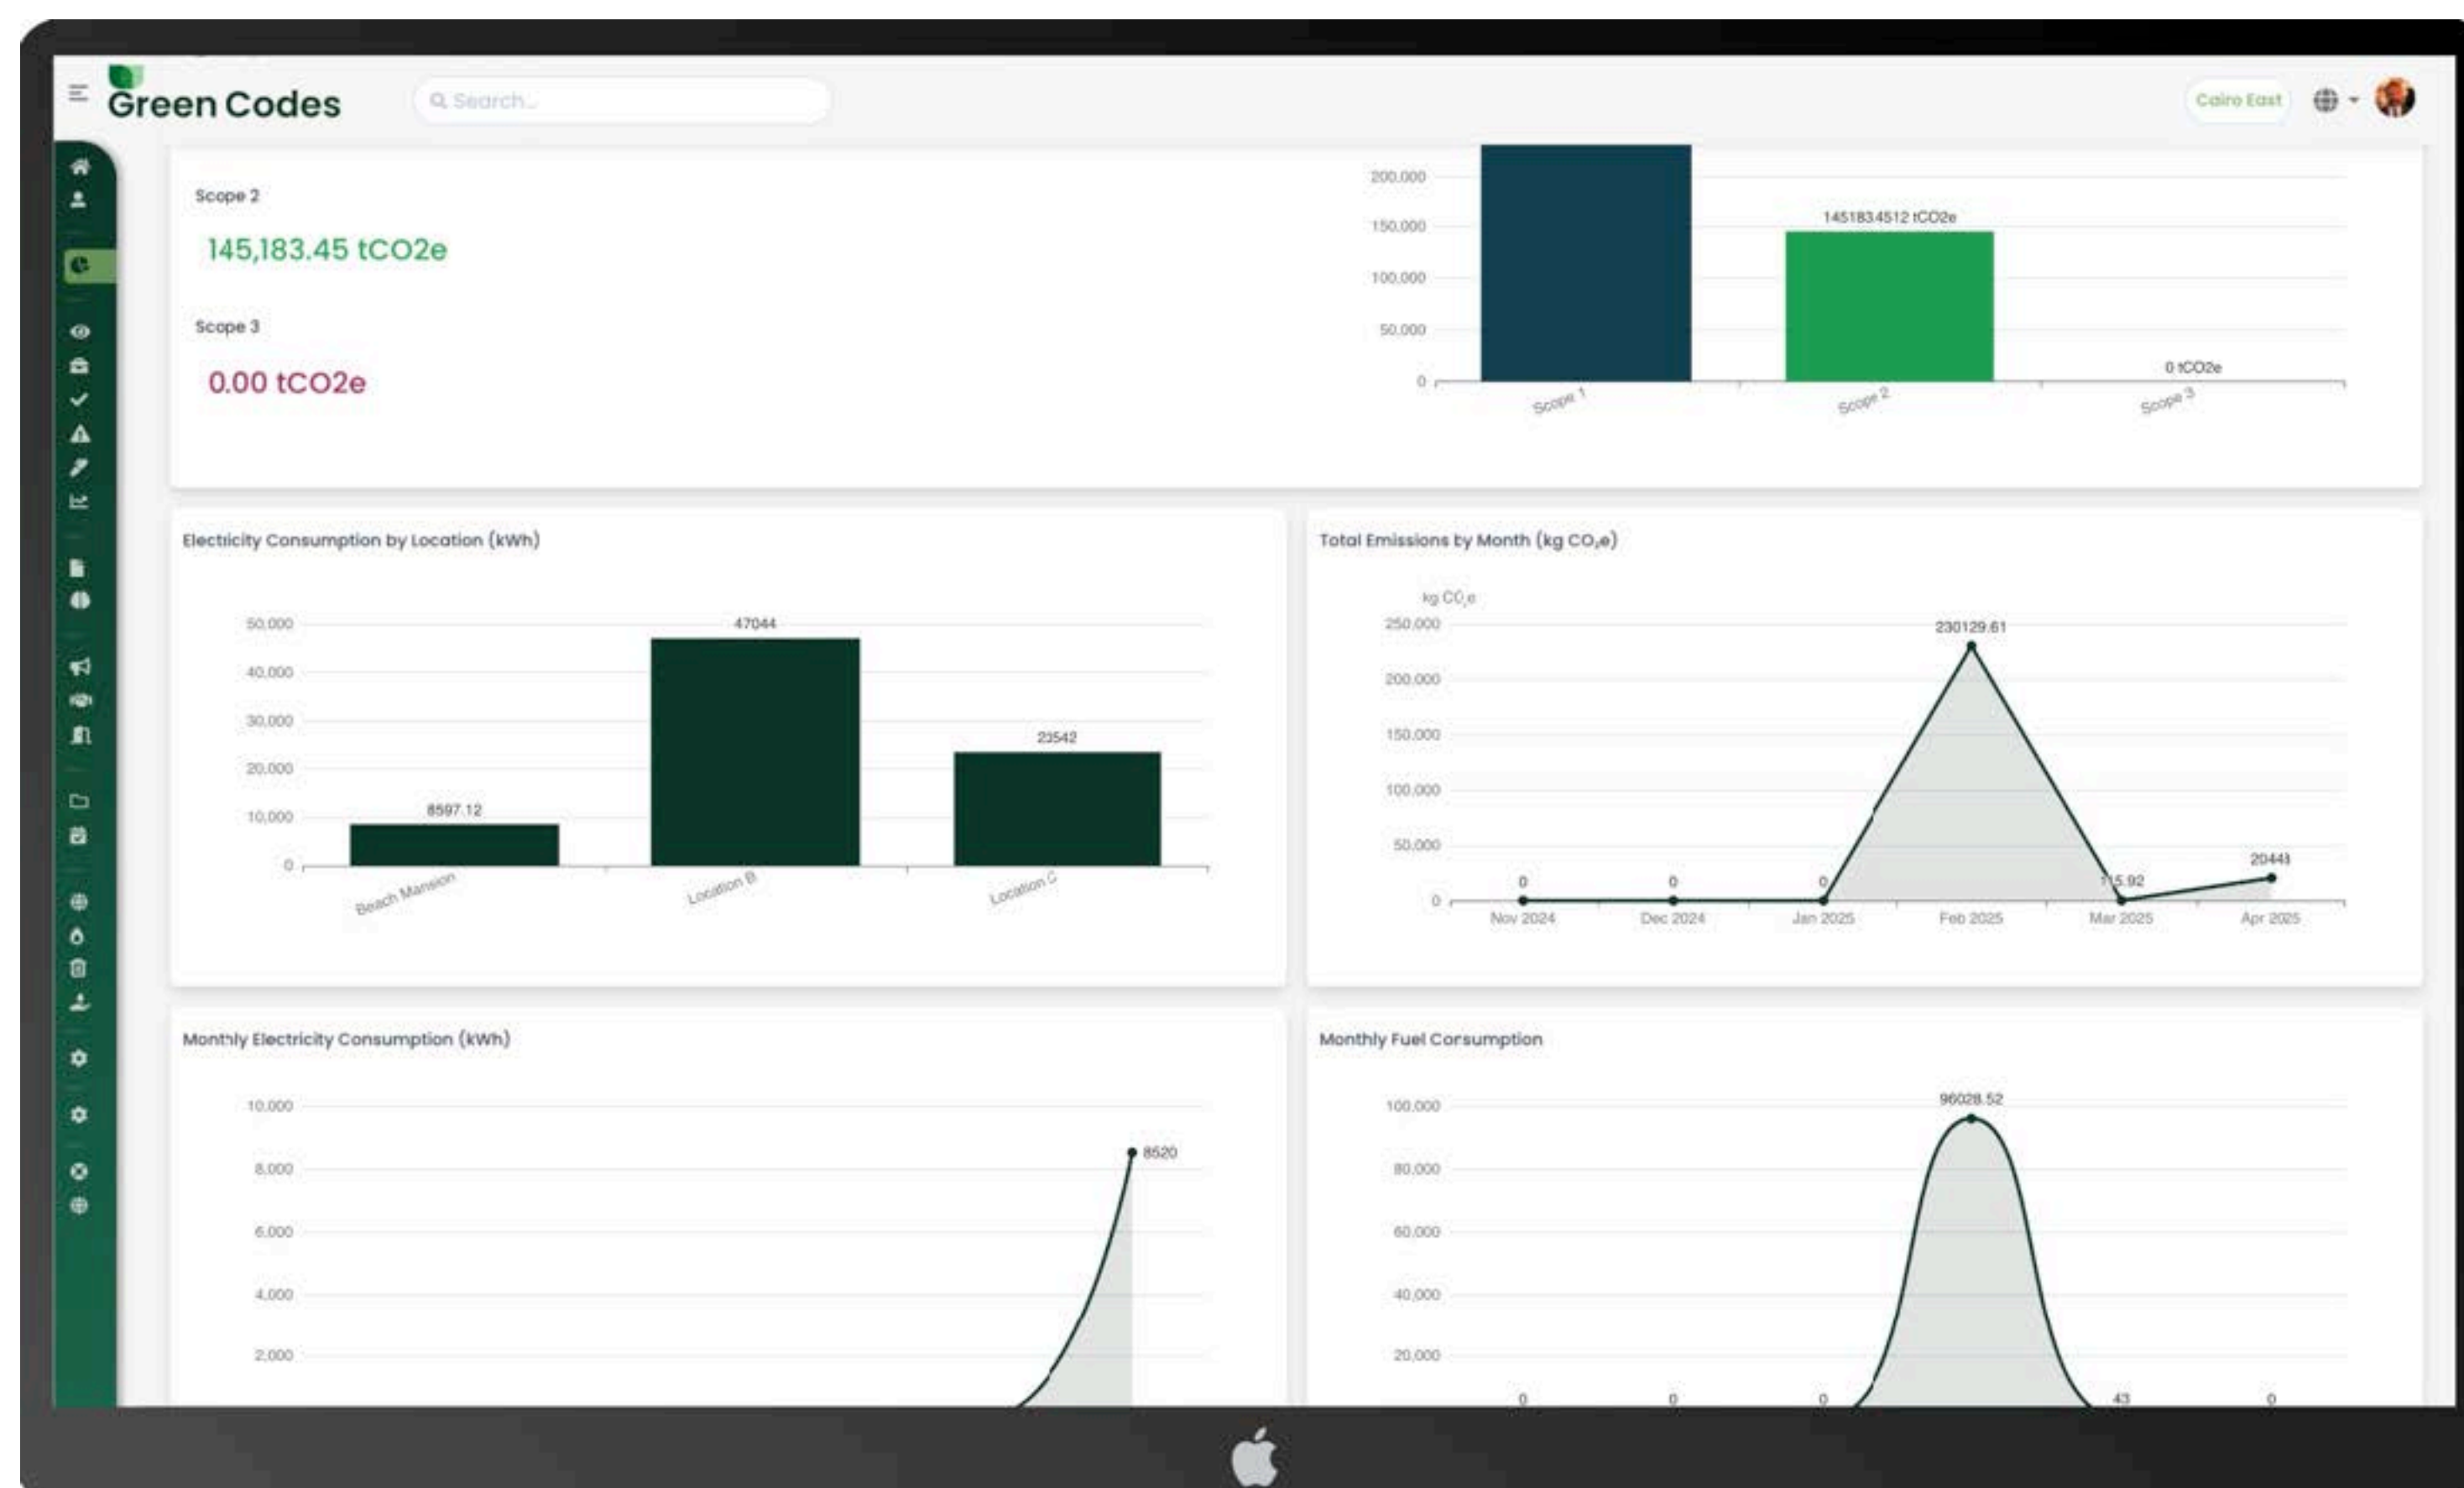 Green Codes
Search...
Cairo East
Scope 2
145,183.45 tCO2e
Scope 3
0.00 tCO2e
200,000
150,000
100,000
50,000
0
145183.4512 tCO2e
0 tCO2e
Scope 1
Scope 2
Scope 3
Electricity Consumption by Location (kWh)
50,000
40,000
30,000
20,000
10,000
0
8597.12
47044
23542
Beach Mansion
Location B
Location C
Total Emissions by Month (kg CO₂e)
kg CO₂e
250,000
200,000
150,000
100,000
50,000
0
0
0
0
230129.61
115.92
Nov 2024
Dec 2024
Jan 2025
Feb 2025
Mar 2025
Apr 2025
Monthly Electricity Consumption (kWh)
10,000
8,000
6,000
4,000
2,000
8520
Monthly Fuel Consumption
100,000
80,000
60,000
40,000
20,000
0
0
0
96028.52
43
0